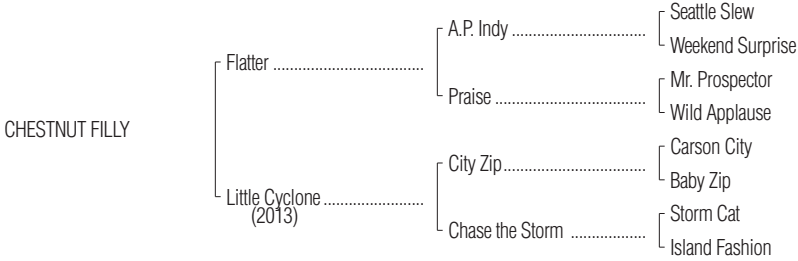 Seattle Slew
A.P. Indy ..................................
Weekend Surprise
Flatter ......................................
Mr. Prospector
Praise ......................................
Wild Applause
CHESTNUT FILLY
Carson City
City Zip....................................
Baby Zip
Little Cyclone .........................
(2013)
Storm Cat
Chase the Storm ...................
Island Fashion